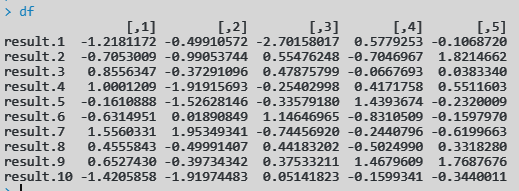 > df
[,1] [,2] [,3] [,4] [,5]
result.1 -1.2181172 -0.49910572 -2.70158017 0.5779253 -0.1068720
result.2 -0.7053009 -0.99053744 0.55476248 -0.7046967 1.8214662
result.3 0.8556347 -0.37291096 0.47875799 -0.0667693 0.0383340
result.4 1.0001209 -1.91915693 -0.25402998 0.4171758 0.5511603
result.5 -0.1610888 -1.52628146 -0.33579180 1.4393674 -0.2320009
result.6 -0.6314951 0.01890849 1.14646965 -0.8310509 -0.1597970
result.7 1.5560331 1.95349341 -0.74456920 -0.2440796 -0.6199663
result.8 0.4555843 -0.49991407 0.44183202 -0.5024990 0.3318280
result.9 0.6527430 -0.39734342 0.37533211 1.4679609 1.7687676
result.10 -1.4205858 -1.91974483 0.05141823 -0.1599341 -0.3440011
>